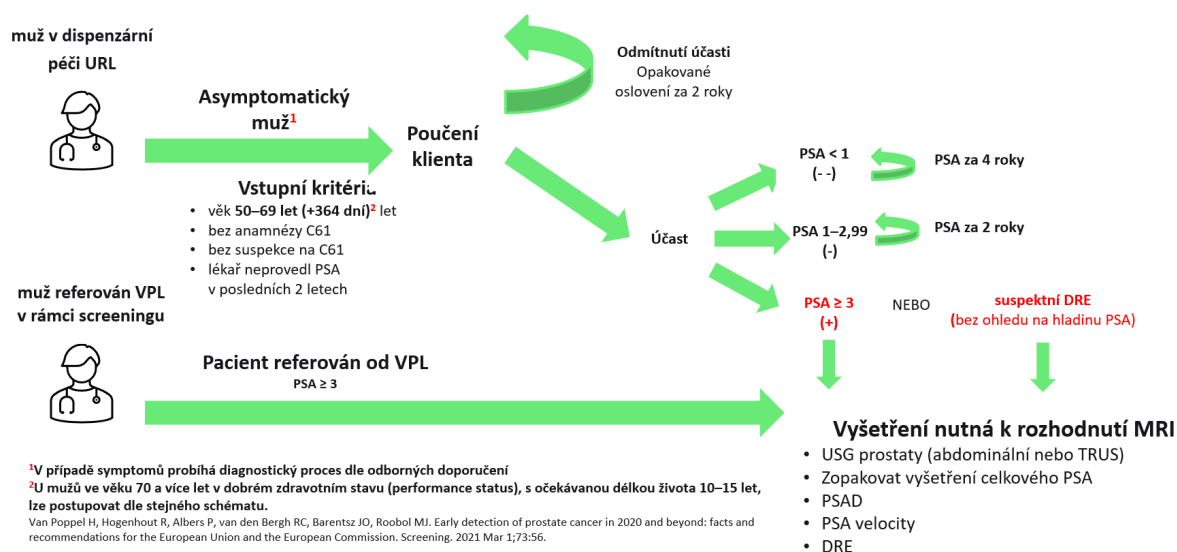 muž v dispenzární
péči URL
Asymptomatický
muž¹
Poučení
klienta
Odmítnutí účasti
Opakované
oslovení za 2 roky
Vstupní kritéria
• věk 50–69 let (+364 dní)² let
• bez anamnézy C61
• bez suspekce na C61
• lékař neprovedl PSA
v posledních 2 letech
Účast
PSA < 1
(- -)
PSA za 4 roky
PSA 1–2,99
(-)
PSA za 2 roky
PSA ≥ 3
(+)
NEBO
suspektní DRE
(bez ohledu na hladinu PSA)
muž referován VPL
v rámci screeningu
Pacient referován od VPL
PSA ≥ 3
Vyšetření nutná k rozhodnutí MRI
• USG prostaty (abdominální nebo TRUS)
• Zopakovat vyšetření celkového PSA
• PSAD
• PSA velocity
• DRE
¹V případě symptomů probíhá diagnostický proces dle odborných doporučení
²U mužů ve věku 70 a více let v dobrém zdravotním stavu (performance status), s očekávanou délkou života 10–15 let,
lze postupovat dle stejného schématu.
Van Poppel H, Hogenhout R, Albers P, van den Bergh RC, Barentsz JO, Roobol MJ. Early detection of prostate cancer in 2020 and beyond: facts and
recommendations for the European Union and the European Commission. Screening. 2021 Mar 1;73:56.